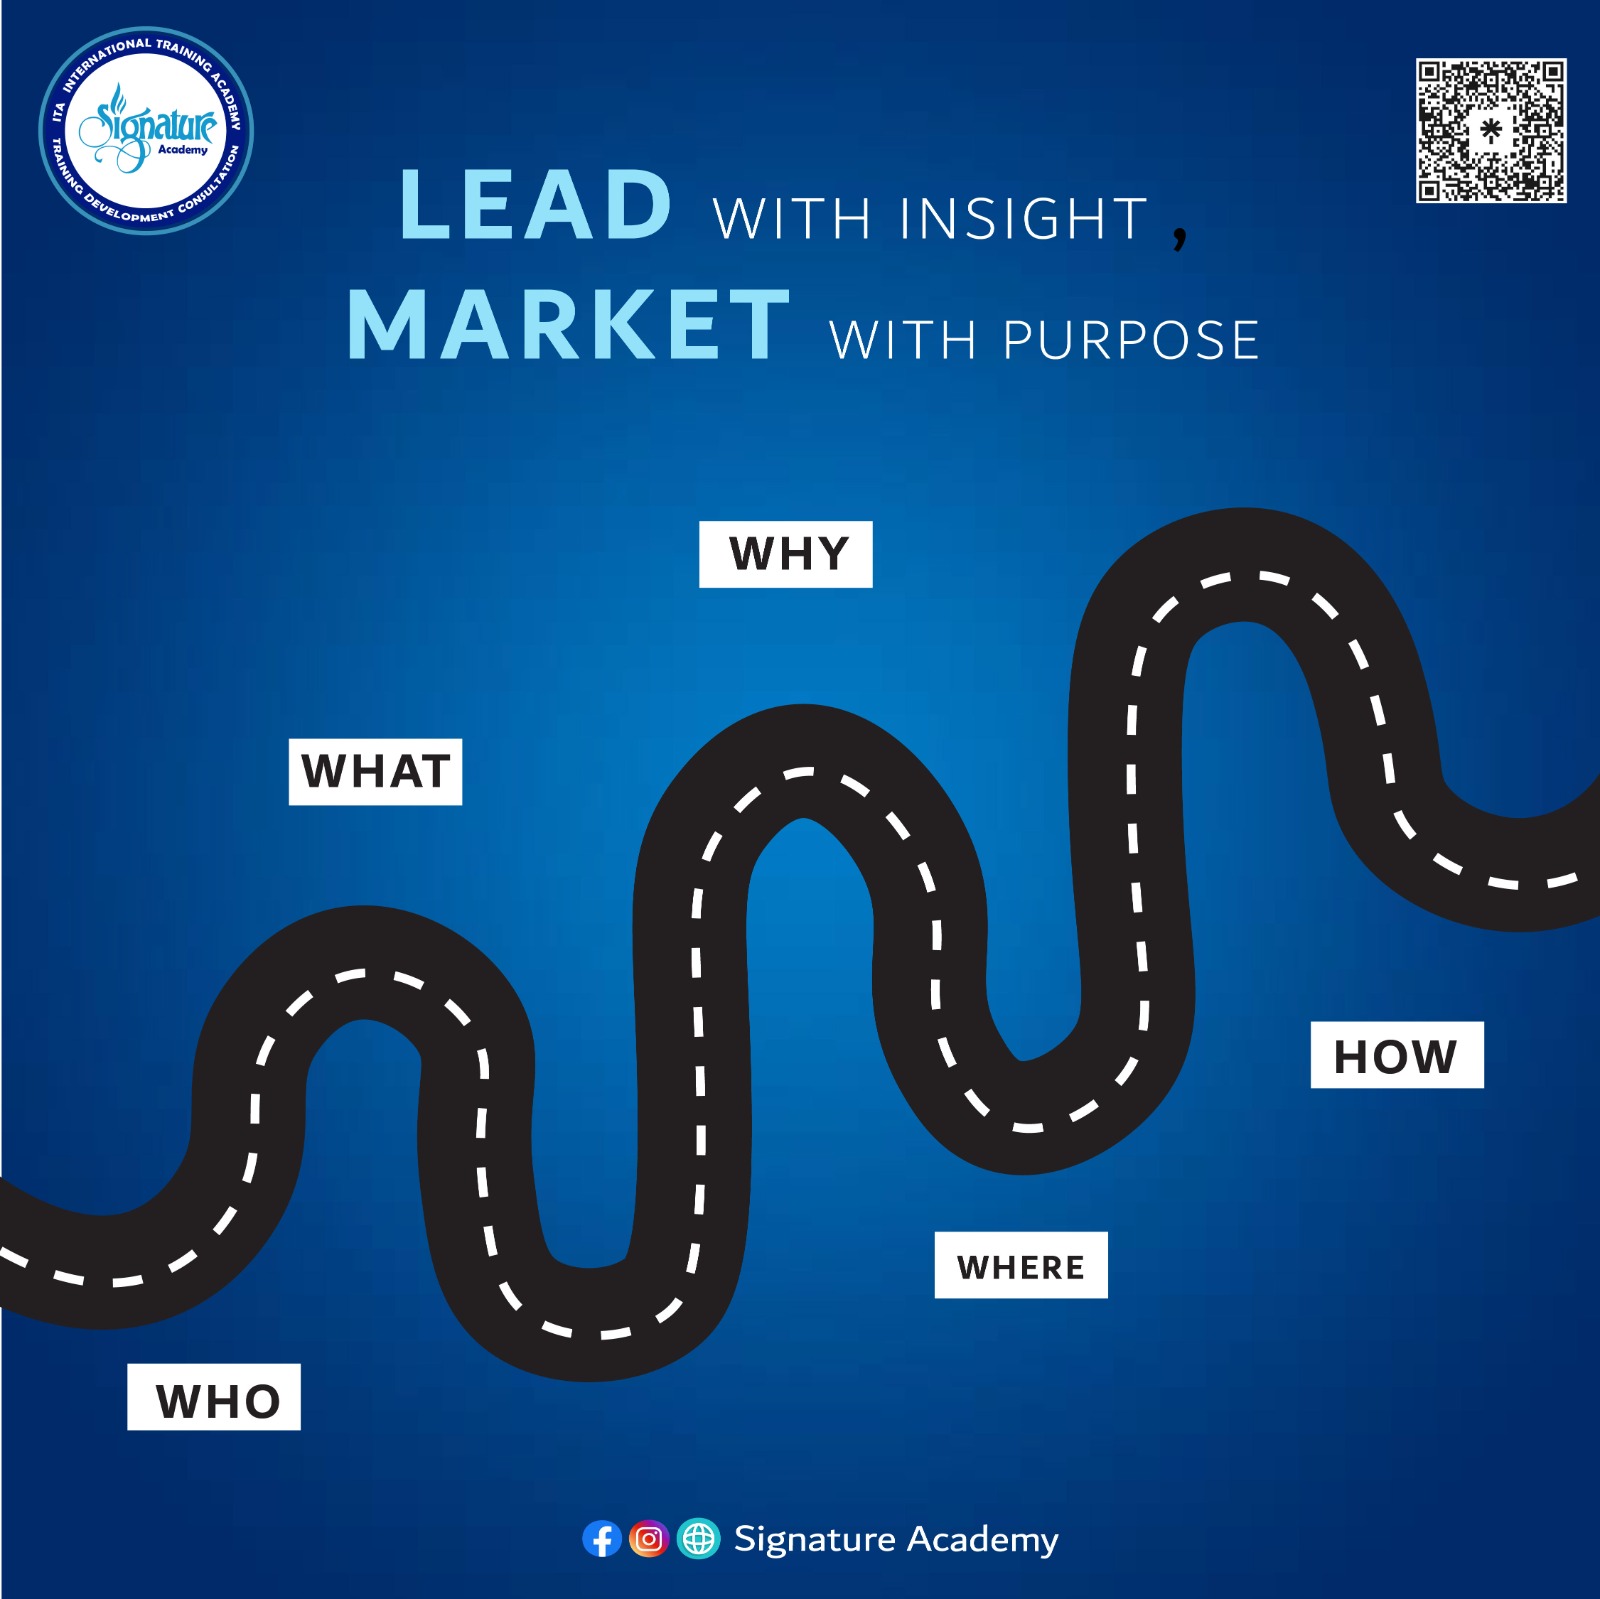 ITA INTERNATIONAL TRAINING ACADEMY
Signature
Academy
TRAINING DEVELOPMENT CONSULTATION
LEAD WITH INSIGHT ,
MARKET WITH PURPOSE
WHY
WHAT
HOW
WHERE
WHO
Signature Academy